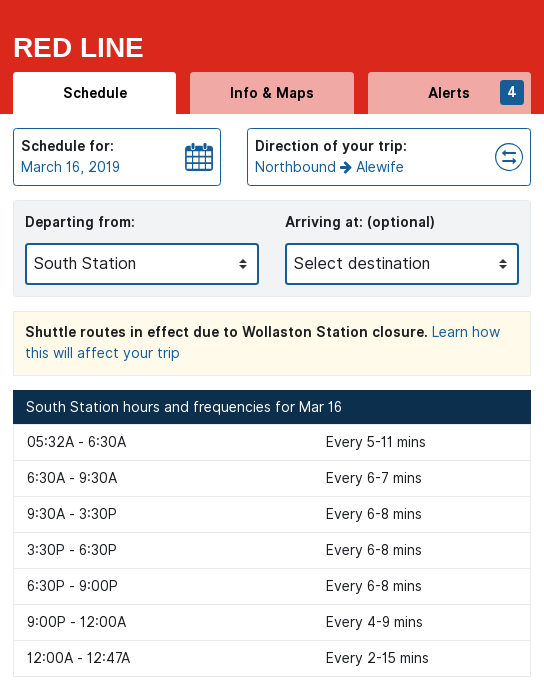 RED LINE
Schedule
Info & Maps
Alerts 4
Schedule for:
March 16, 2019
Direction of your trip:
Northbound → Alewife
Departing from:
South Station
Arriving at: (optional)
Select destination
Shuttle routes in effect due to Wollaston Station closure. Learn how
this will affect your trip
South Station hours and frequencies for Mar 16
05:32A - 6:30A Every 5-11 mins
6:30A - 9:30A Every 6-7 mins
9:30A - 3:30P Every 6-8 mins
3:30P - 6:30P Every 6-8 mins
6:30P - 9:00P Every 6-8 mins
9:00P - 12:00A Every 4-9 mins
12:00A - 12:47A Every 2-15 mins